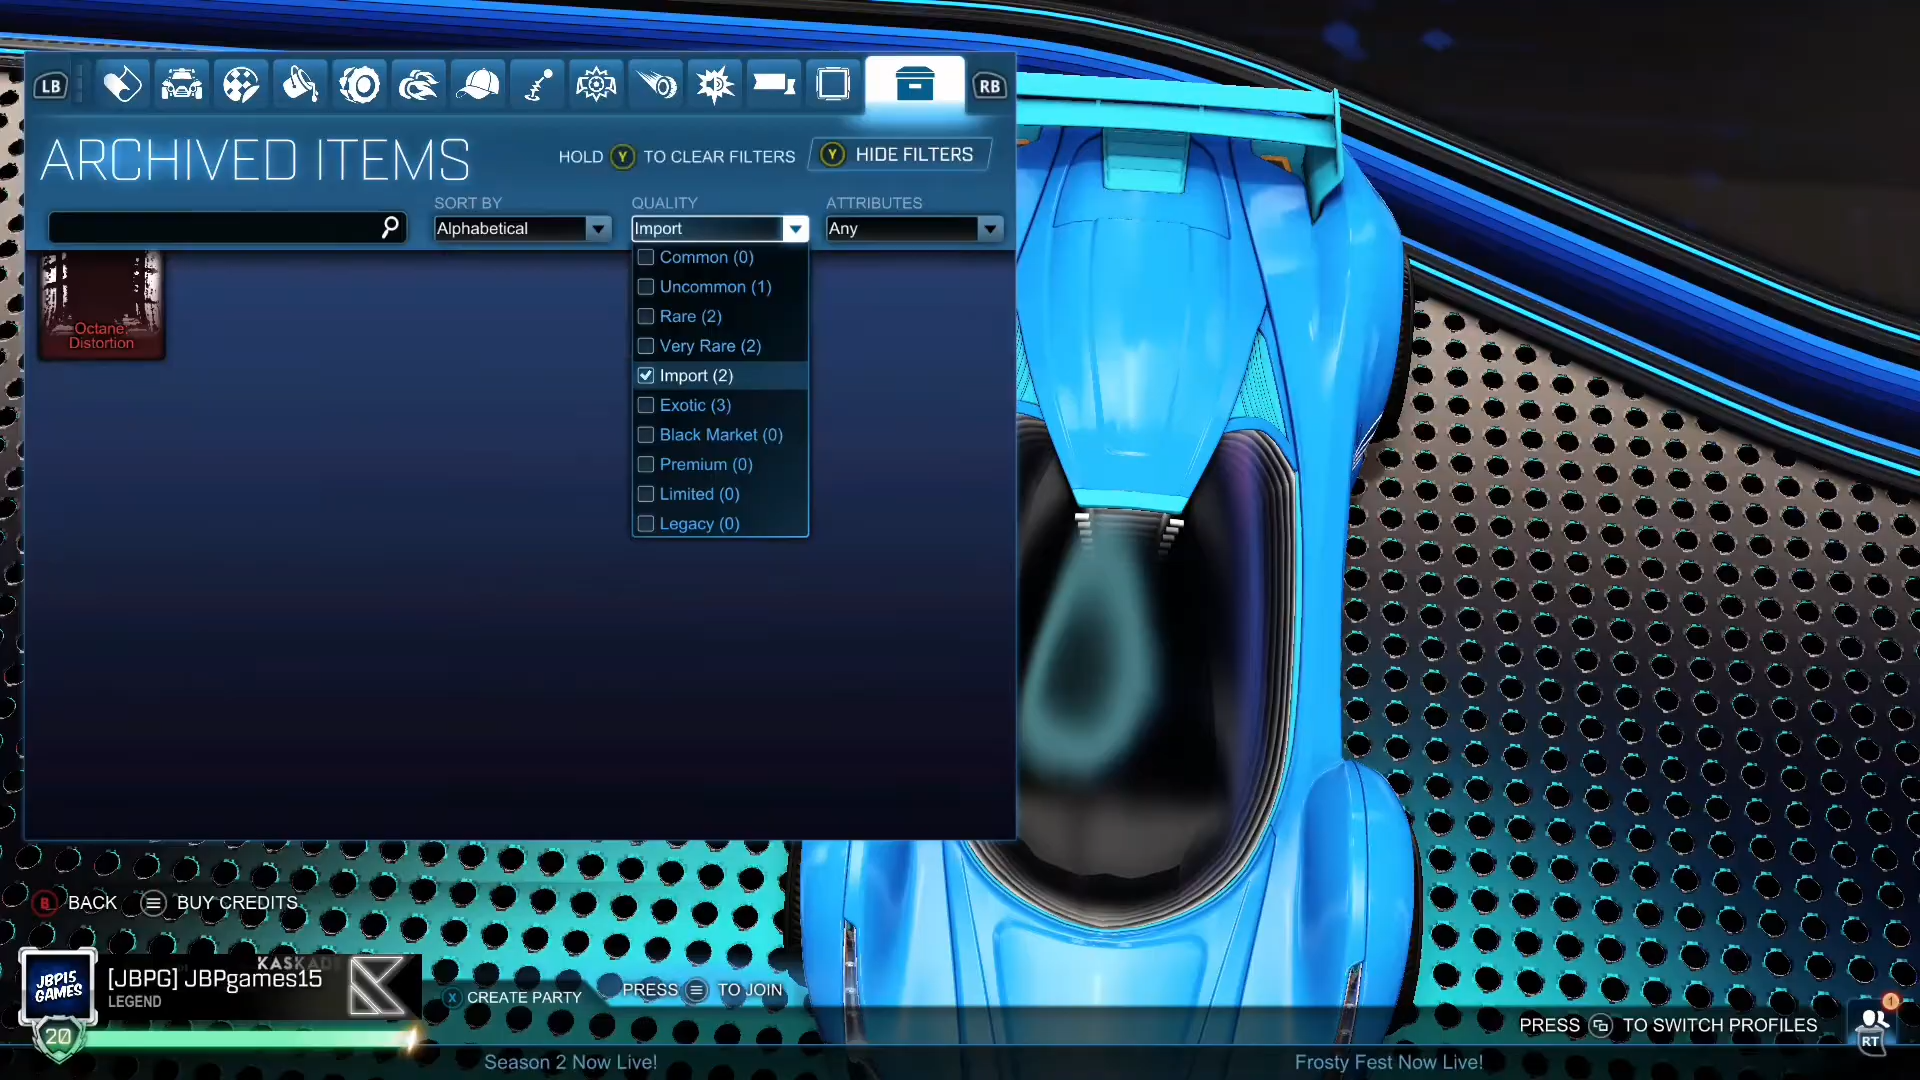 LB
RB
ARCHIVED ITEMS
HOLD Y TO CLEAR FILTERS
Y HIDE FILTERS
SORT BY
QUALITY
ATTRIBUTES
Alphabetical
Import
Any
Common (0)
Uncommon (1)
Rare (2)
Very Rare (2)
Import (2)
Exotic (3)
Black Market (0)
Premium (0)
Limited (0)
Legacy (0)
Octane:
Distortion
B BACK
BUY CREDITS
JBP15
GAMES
KASKADE
[JBPG] JBPgames15
LEGEND
20
X CREATE PARTY
PRESS TO JOIN
PRESS TO SWITCH PROFILES
1
RT
Season 2 Now Live!
Frosty Fest Now Live!